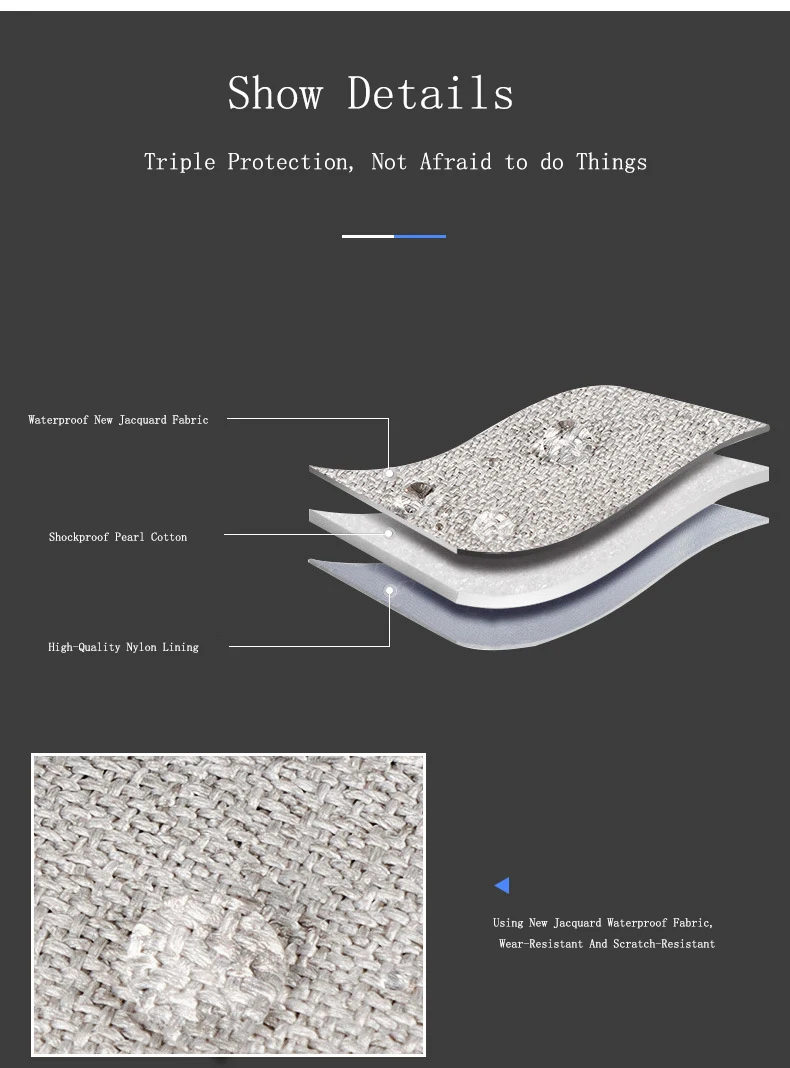 Show Details
Triple Protection, Not Afraid to do Things
Waterproof New Jacquard Fabric
Shockproof Pearl Cotton
High-Quality Nylon Lining
Using New Jacquard Waterproof Fabric,
Wear-Resistant And Scratch-Resistant